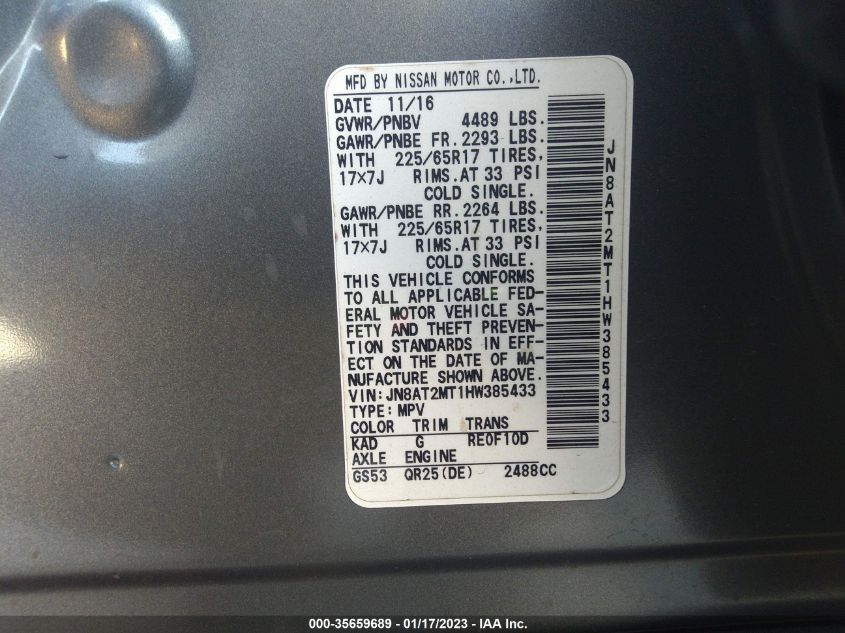 MFD BY NISSAN MOTOR CO.,LTD.
DATE 11/16
GVWR/PNBV 4489 LBS.
GAWR/PNBE FR. 2293 LBS.
WITH 225/65R17 TIRES,
17×7J RIMS.AT 33 PSI
COLD SINGLE.
GAWR/PNBE RR. 2264 LBS.
WITH 225/65R17 TIRES,
17×7J RIMS.AT 33 PSI
COLD SINGLE.
THIS VEHICLE CONFORMS
TO ALL APPLICABLE FED-
ERAL MOTOR VEHICLE SA-
FETY AND THEFT PREVEN-
TION STANDARDS IN EFF-
ECT ON THE DATE OF MA-
NUFACTURE SHOWN ABOVE.
VIN:JN8AT2MT1HW385433
TYPE:MPV
COLOR TRIM TRANS
KAD G RE0F10D
AXLE ENGINE
GS53 QR25(DE) 2488CC
JN8AT2MT1HW385433
000-35659689 - 01/17/2023 - IAA Inc.